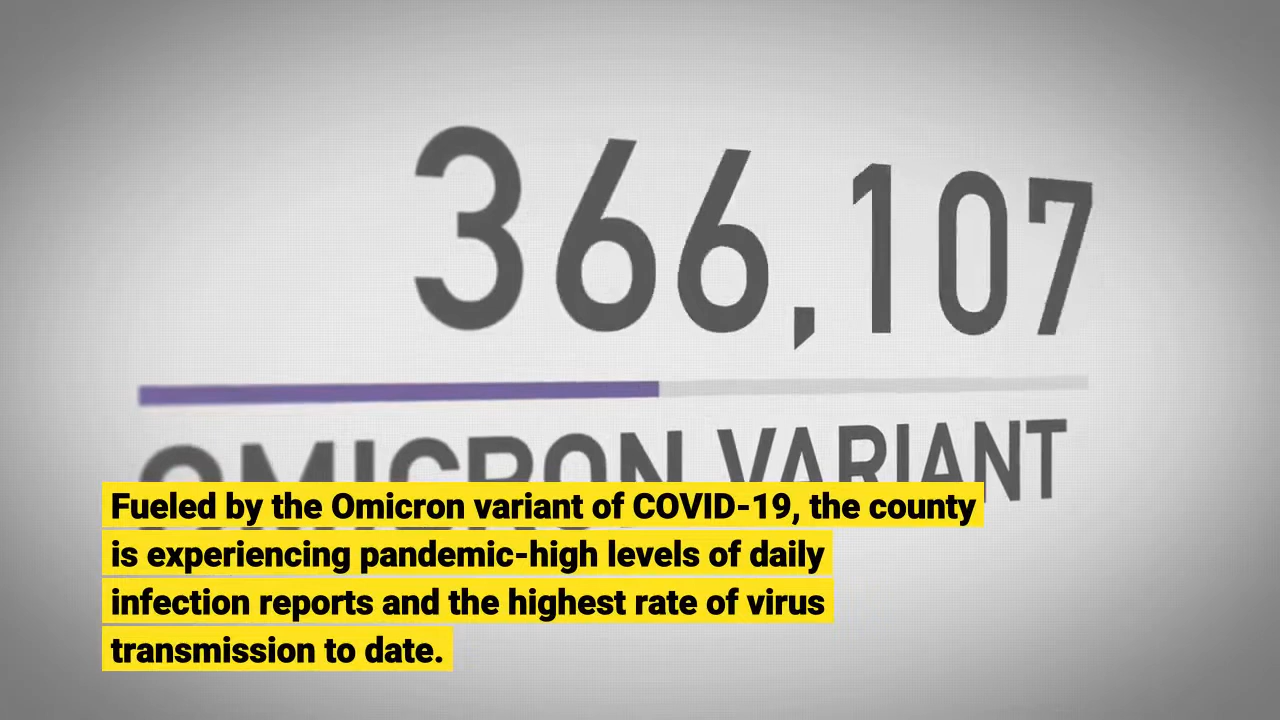 366,107
OMICRON VARIANT
Fueled by the Omicron variant of COVID-19, the county
is experiencing pandemic-high levels of daily
infection reports and the highest rate of virus
transmission to date.